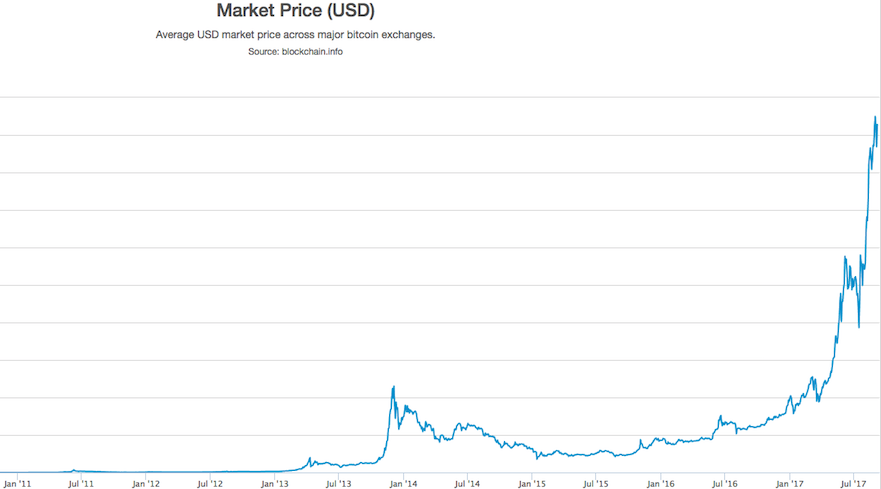 Market Price (USD)
Average USD market price across major bitcoin exchanges.
Source: blockchain.info
Jan '11 Jul '11 Jan '12 Jul '12 Jan '13 Jul '13 Jan '14 Jul '14 Jan '15 Jul '15 Jan '16 Jul '16 Jan '17 Jul '17